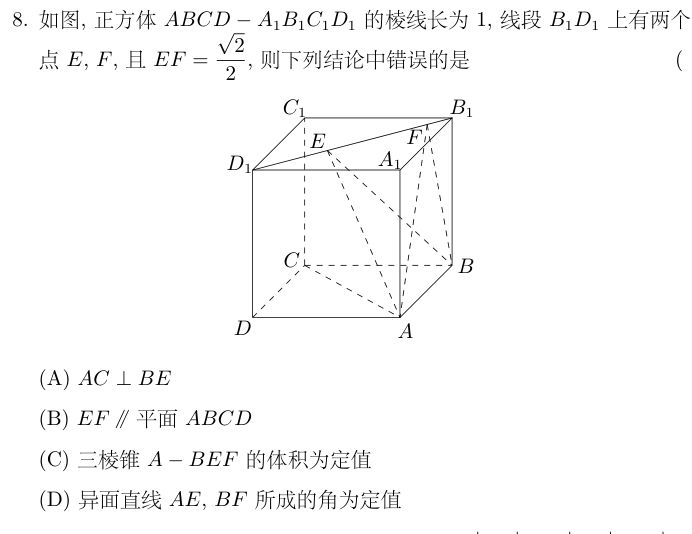 8. 如图, 正方体 ABCD − A₁B₁C₁D₁ 的棱线长为 1, 线段 B₁D₁ 上有两个
点 E, F, 且 EF = √2/2, 则下列结论中错误的是 (
C₁ B₁
E F
D₁ A₁
C B
D A
(A) AC ⊥ BE
(B) EF ∥ 平面 ABCD
(C) 三棱锥 A − BEF 的体积为定值
(D) 异面直线 AE, BF 所成的角为定值